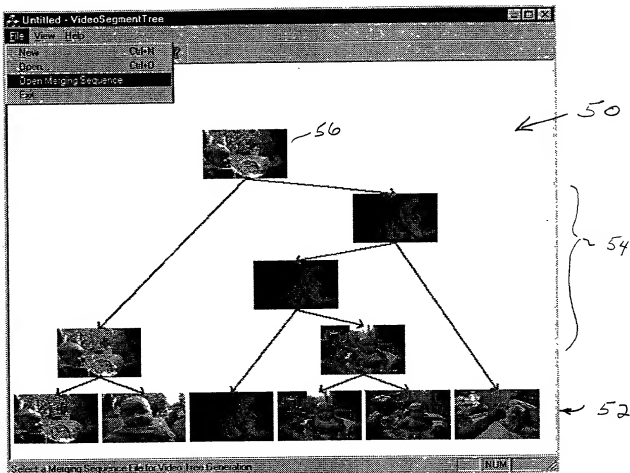 Untitled - VideoSegmentTree
File View Help
New Ctrl+N
Open Ctrl+O
Open Merging Sequence
Exit
?
50
56
54
52
Select a Merging Sequence File for Video Tree Generation
NUM